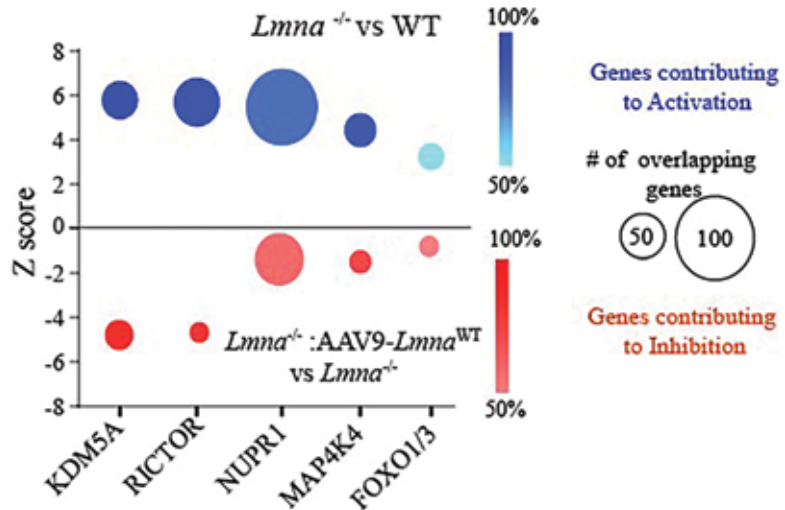 Lmna -/- vs WT
100%
50%
Genes contributing
to Activation
# of overlapping
genes
50
100
Z score
8
6
4
2
0
-2
-4
-6
-8
100%
50%
Lmna-/- :AAV9-LmnaWT
vs Lmna-/-
Genes contributing
to Inhibition
KDM5A
RICTOR
NUPR1
MAP4K4
FOXO1/3